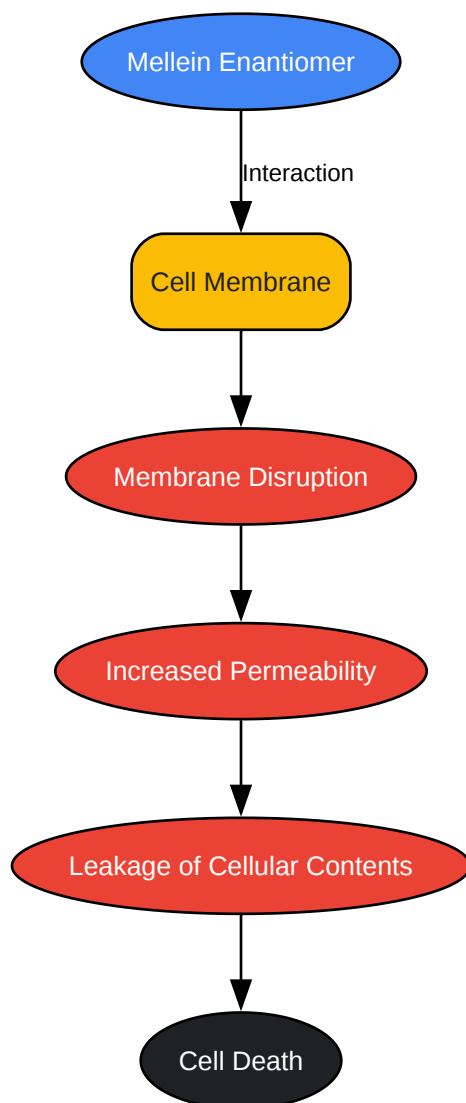 Mellein Enantiomer
Interaction
Cell Membrane
Membrane Disruption
Increased Permeability
Leakage of Cellular Contents
Cell Death